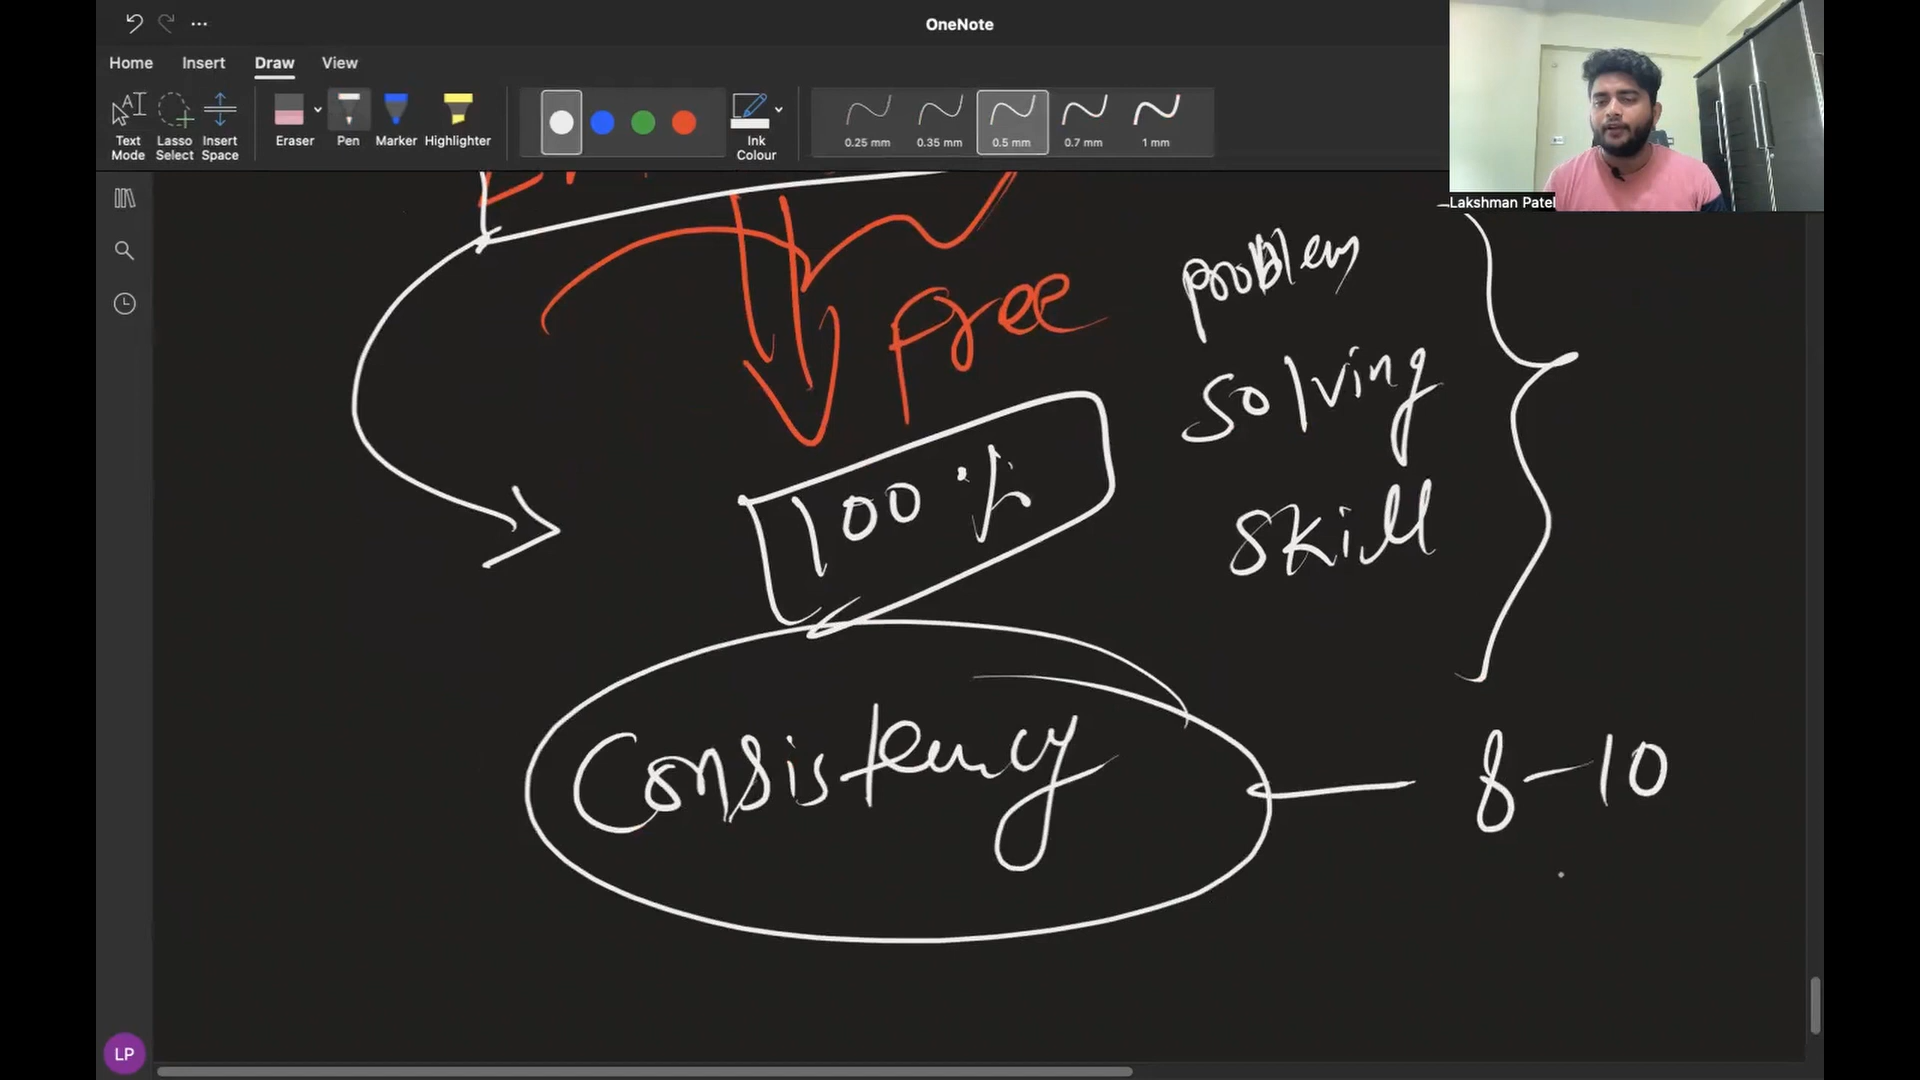 OneNote
Home Insert Draw View
Text Mode
Lasso Select
Insert Space
Eraser
Pen
Marker
Highlighter
Ink Colour
0.25 mm
0.35 mm
0.5 mm
0.7 mm
1 mm
Lakshman Patel
free
problem
solving
skill
100 %
Consistency
8-10
LP